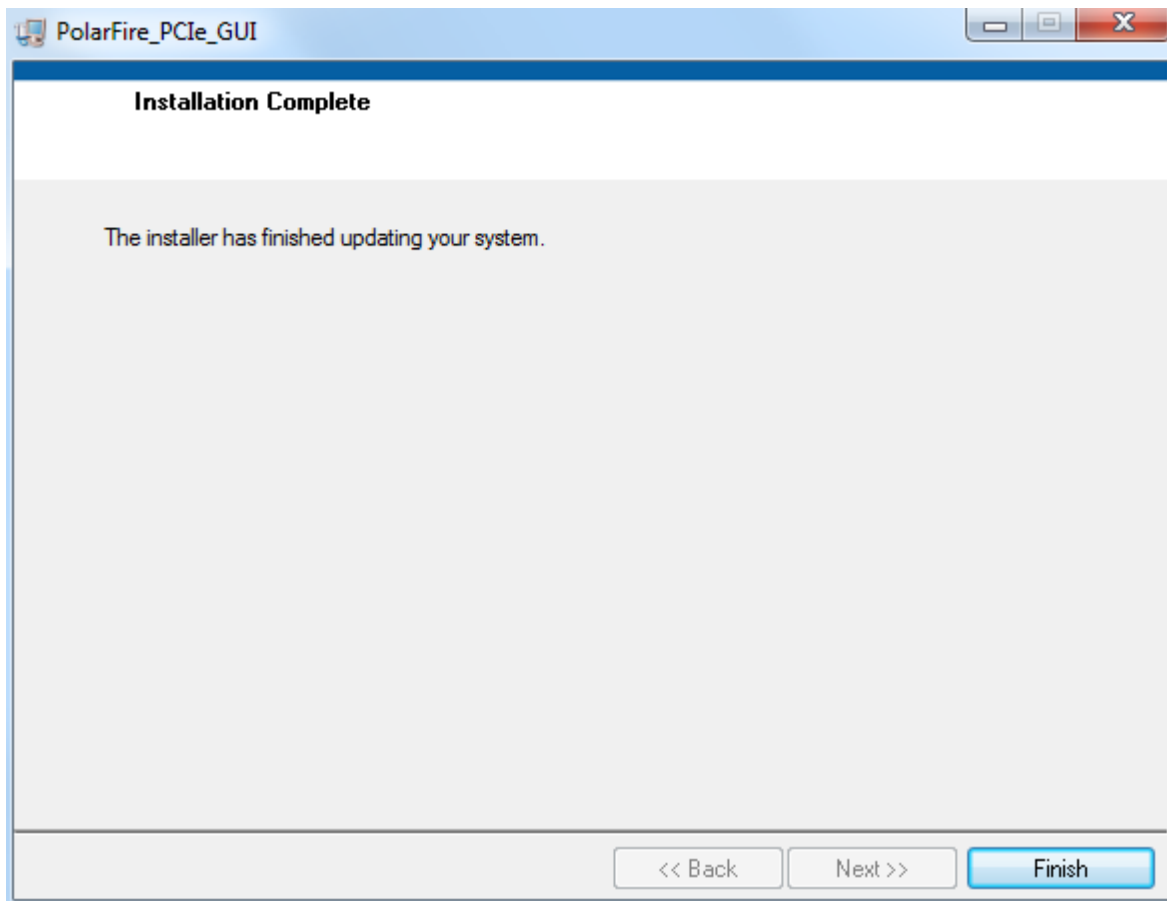 PolarFire_PCIe_GUI
Installation Complete
The installer has finished updating your system.
<< Back
Next >>
Finish